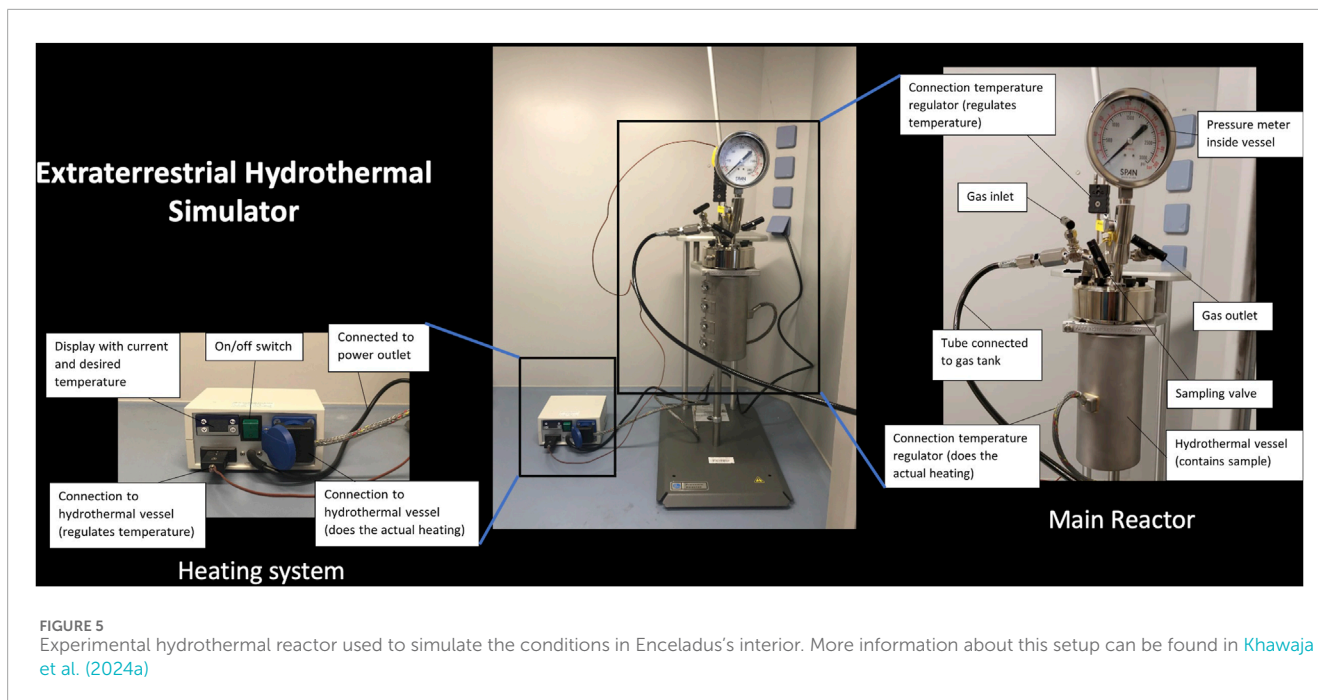 Extraterrestrial Hydrothermal
Simulator
Display with current
and desired
temperature
On/off switch
Connected to
power outlet
Connection to
hydrothermal vessel
(regulates temperature)
Connection to
hydrothermal vessel
(does the actual heating)
Heating system
Connection temperature
regulator (regulates
temperature)
Gas inlet
Tube connected
to gas tank
Connection temperature
regulator (does the
actual heating)
Pressure meter
inside vessel
SPAN
Gas outlet
Sampling valve
Hydrothermal vessel
(contains sample)
Main Reactor
FIGURE 5
Experimental hydrothermal reactor used to simulate the conditions in Enceladus's interior. More information about this setup can be found in Khawaja
et al. (2024a)